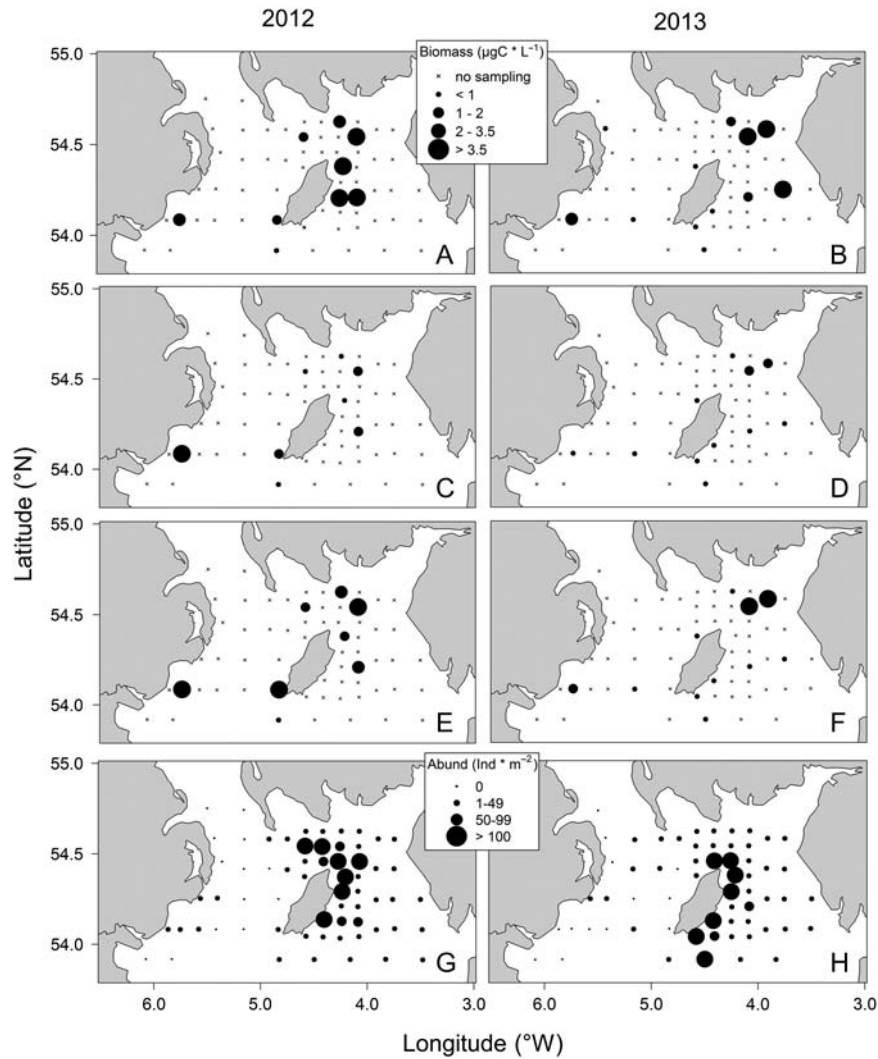 2012
2013
55.0
54.5
54.0
Biomass (µgC * L⁻¹)
no sampling
< 1
1 - 2
2 - 3.5
> 3.5
A
B
55.0
54.5
54.0
C
D
55.0
54.5
54.0
E
F
55.0
54.5
54.0
Abund (Ind * m⁻²)
0
1-49
50-99
> 100
G
H
6.0 5.0 4.0 3.0
6.0 5.0 4.0 3.0
Latitude (°N)
Longitude (°W)